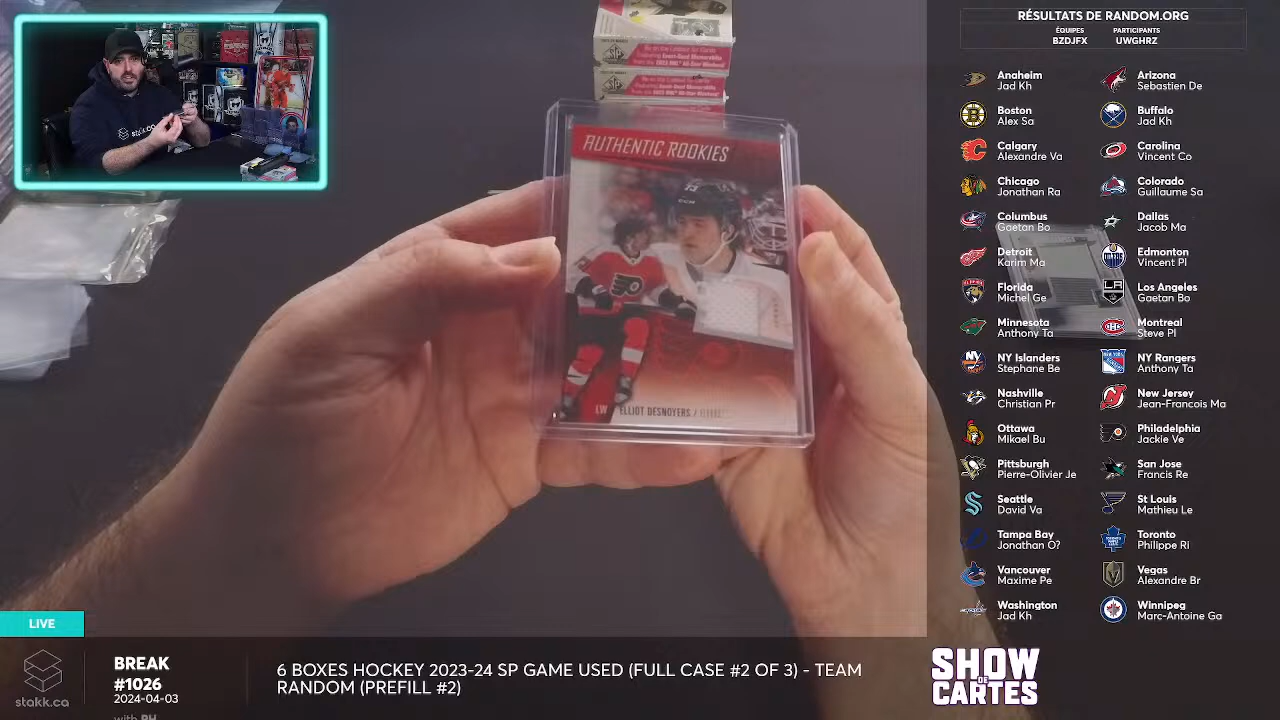 RÉSULTATS DE RANDOM.ORG
ÉQUIPES
BZDJFX
PARTICIPANTS
UWGHRZ
Anaheim
Jad Kh
Arizona
Boston
Alex Sa
Buffalo
Jad Kh
Calgary
Alexandre Va
Carolina
Vincent Co
Chicago
Jonathan Ra
Colorado
Guillaume Sa
Columbus
Gaetan Bo
Dallas
Jacob Ma
Detroit
Karim Ma
Edmonton
Vincent Pl
Florida
Michel Ge
Los Angeles
Gaetan Bo
Minnesota
Anthony Ta
Montreal
Steve Pl
NY Islanders
Stephane Be
NY Rangers
Anthony Ta
Nashville
Christian Pr
New Jersey
Jean-Francois Ma
Ottawa
Mikael Bu
Philadelphia
Jackie Ve
Pittsburgh
Pierre-Olivier Je
San Jose
Francis Re
Seattle
David Va
St Louis
Mathieu Le
Tampa Bay
Jonathan O?
Toronto
Philippe Ri
Vancouver
Maxime Pe
Vegas
Alexandre Br
Washington
Jad Kh
Winnipeg
Marc-Antoine Ga
AUTHENTIC ROOKIES
LW ELLIOT DESNOYERS /
LIVE
stakk.ca
BREAK
#1026
2024-04-03
with PH
6 BOXES HOCKEY 2023-24 SP GAME USED (FULL CASE #2 OF 3) - TEAM
RANDOM (PREFILL #2)
SHOW
DE
CARTES